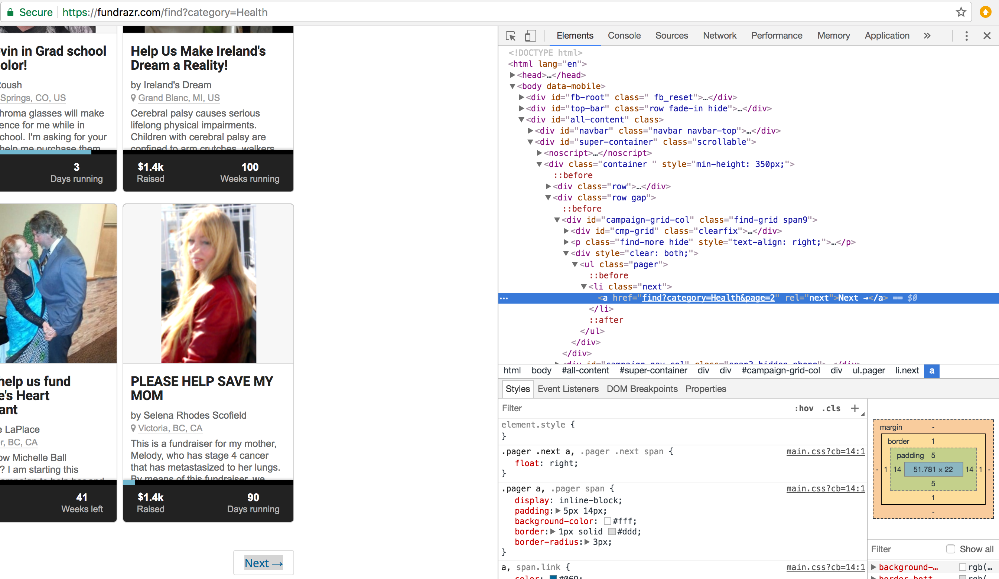 Secure https://fundrazr.com/find?category=Health
evin in Grad school
olor!
Roush
Springs, CO, US
hroma glasses will make
ence for me while in
chool. I'm asking for your
help me purchase them
3
Days running
Help Us Make Ireland's
Dream a Reality!
by Ireland's Dream
Grand Blanc, MI, US
Cerebral palsy causes serious
lifelong physical impairments.
Children with cerebral palsy are
confined to arm crutches, walkers
$1.4k 100
Raised Weeks running
help us fund
e's Heart
ant
e LaPlace
er, BC, CA
ow Michelle Ball
? I am starting this
campaign to help her and
41
Weeks left
PLEASE HELP SAVE MY
MOM
by Selena Rhodes Scofield
Victoria, BC, CA
This is a fundraiser for my mother,
Melody, who has stage 4 cancer
that has metastasized to her lungs.
By means of this fundraiser, we
$1.4k 90
Raised Days running
Next →
Elements Console Sources Network Performance Memory Application »
<!DOCTYPE html>
<html lang="en">
▶<head>…</head>
▼<body data-mobile>
▶<div id="fb-root" class=" fb_reset">…</div>
▶<div id="top-bar" class="row fade-in hide">…</div>
▼<div id="all-content" class>
▶<div id="navbar" class="navbar navbar-top">…</div>
▼<div id="super-container" class="scrollable">
▶<noscript>…</noscript>
▼<div class="container " style="min-height: 350px;">
::before
▶<div class="row">…</div>
▼<div class="row gap">
::before
▼<div id="campaign-grid-col" class="find-grid span9">
▶<div id="cmp-grid" class="clearfix">…</div>
▶<p class="find-more hide" style="text-align: right;">…</p>
▼<div style="clear: both;">
▼<ul class="pager">
::before
▼<li class="next">
… <a href="find?category=Health&page=2" rel="next">Next →</a> == $0
</li>
::after
</ul>
</div>
</div>
▶<div id="campaign-nav-col" class="span3 hidden-phone">…</div>
html body #all-content #super-container div div #campaign-grid-col div ul.pager li.next a
Styles Event Listeners DOM Breakpoints Properties
Filter :hov .cls +
element.style {
}
.pager .next a, .pager .next span { main.css?cb=14:1
float: right;
}
.pager a, .pager span { main.css?cb=14:1
display: inline-block;
padding:▶5px 14px;
background-color: #fff;
border:▶1px solid #ddd;
border-radius:▶3px;
}
a, span.link { main.css?cb=14:1
color: #069;
margin -
border 1
padding 5
- 1 14 51.781 × 22 14 1 -
5
1
-
Filter Show all
▶background-… rgb(…
▶border-bott… rgb(